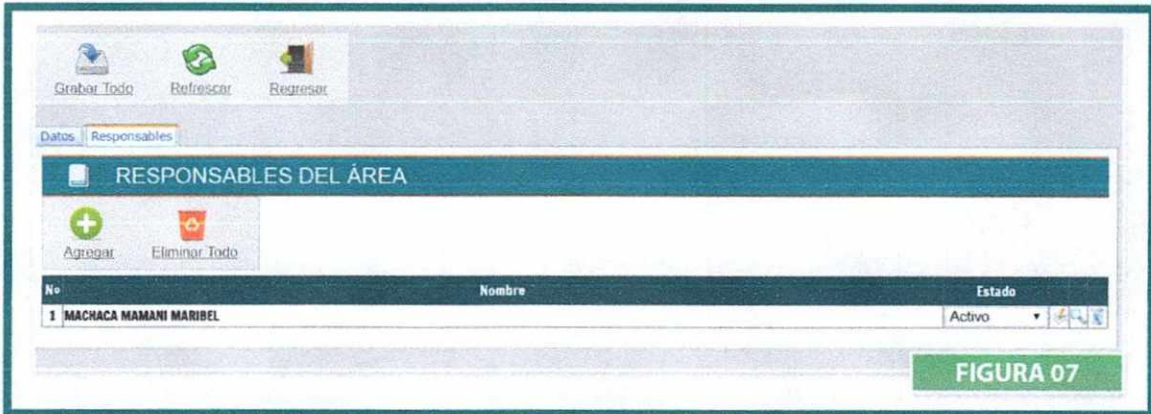 Grabar Todo Refrescar Regresar
Datos Responsables
RESPONSABLES DEL ÁREA
Agregar Eliminar Todo
Nº Nombre Estado
1 MACHACA MAMANI MARIBEL Activo
FIGURA 07